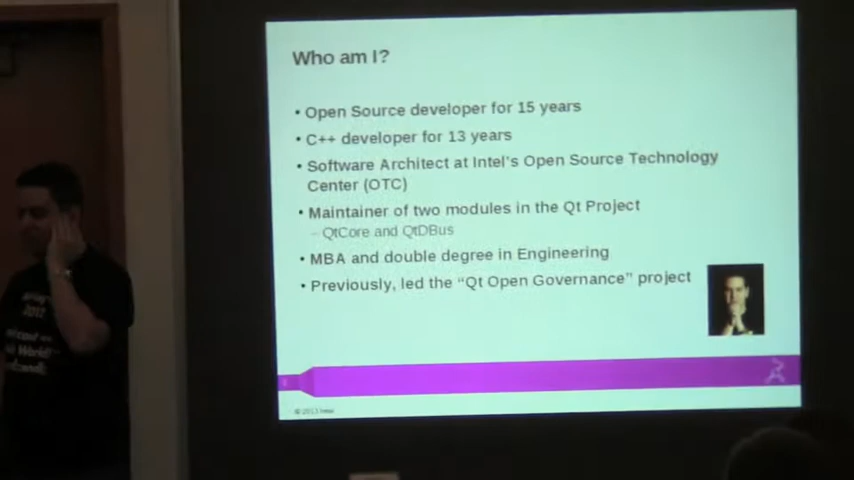 Who am I?
• Open Source developer for 15 years
• C++ developer for 13 years
• Software Architect at Intel's Open Source Technology
Center (OTC)
• Maintainer of two modules in the Qt Project
– QtCore and QtDBus
• MBA and double degree in Engineering
• Previously, led the "Qt Open Governance" project
2012
World